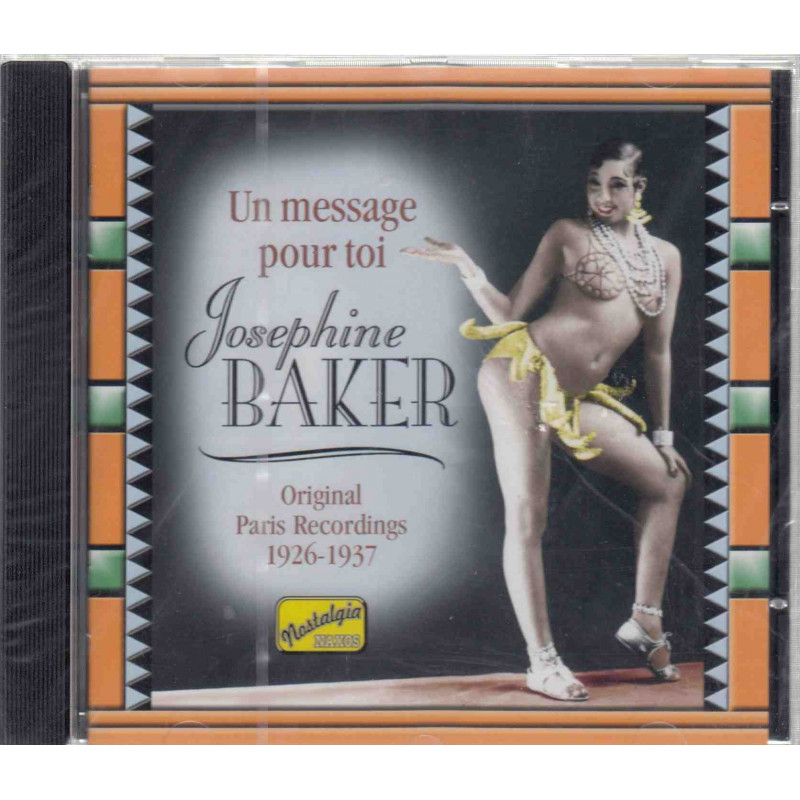 Un message
pour toi
Josephine
BAKER
Original
Paris Recordings
1926-1937
Nostalgia
NAXOS